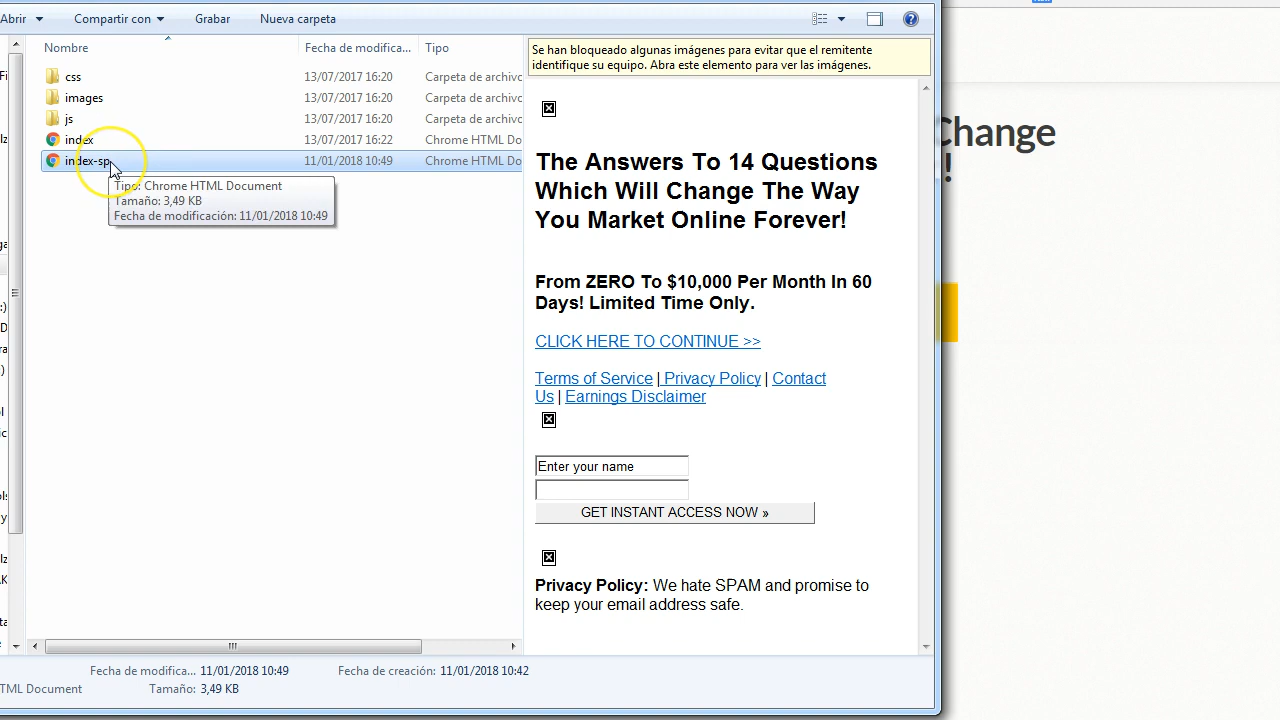 Abrir
Compartir con
Grabar
Nueva carpeta
Nombre
Fecha de modifica...
Tipo
css
13/07/2017 16:20
Carpeta de archivo
images
13/07/2017 16:20
Carpeta de archivo
js
13/07/2017 16:20
Carpeta de archivo
index
13/07/2017 16:22
Chrome HTML Do
index-sp
11/01/2018 10:49
Chrome HTML Do
Tipo: Chrome HTML Document
Tamaño: 3,49 KB
Fecha de modificación: 11/01/2018 10:49
Se han bloqueado algunas imágenes para evitar que el remitente
identifique su equipo. Abra este elemento para ver las imágenes.
The Answers To 14 Questions
Which Will Change The Way
You Market Online Forever!
From ZERO To $10,000 Per Month In 60
Days! Limited Time Only.
CLICK HERE TO CONTINUE >>
Terms of Service | Privacy Policy | Contact
Us | Earnings Disclaimer
Enter your name
GET INSTANT ACCESS NOW »
Privacy Policy: We hate SPAM and promise to
keep your email address safe.
Change
!
Fecha de modifica... 11/01/2018 10:49
Fecha de creación: 11/01/2018 10:42
TML Document
Tamaño: 3,49 KB